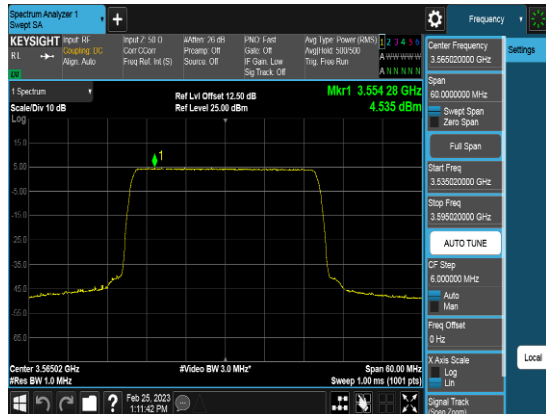 Spectrum Analyzer 1
Swept SA
+
Frequency
KEYSIGHT Input: RF Input Z: 50 Ω #Atten: 26 dB PNO: Fast Avg Type: Power (RMS) 1 2 3 4 5 6
RL Coupling: DC Corr CCorr Preamp: Off Gate: Off Avg|Hold: 500/500 A W W W W W
Align: Auto Freq Ref: Int (S) Source: Off IF Gain: Low Trig: Free Run
Sig Track: Off A N N N N N
1 Spectrum
Scale/Div 10 dB
Ref Lvl Offset 12.50 dB
Ref Level 25.00 dBm
Mkr1 3.554 28 GHz
4.535 dBm
Log
15.0
5.00
1
-5.00
-15.0
-25.0
-35.0
-45.0
-55.0
-65.0
Center 3.56502 GHz
#Res BW 1.0 MHz
#Video BW 3.0 MHz*
Span 60.00 MHz
Sweep 1.00 ms (1001 pts)
?
Feb 25, 2023
1:11:42 PM
Center Frequency
3.565020000 GHz
Settings
Span
60.0000000 MHz
Swept Span
Zero Span
Full Span
Start Freq
3.535020000 GHz
Stop Freq
3.595020000 GHz
AUTO TUNE
CF Step
6.000000 MHz
Auto
Man
Freq Offset
0 Hz
X Axis Scale
Log
Lin
Local
Signal Track
(Span Zoom)